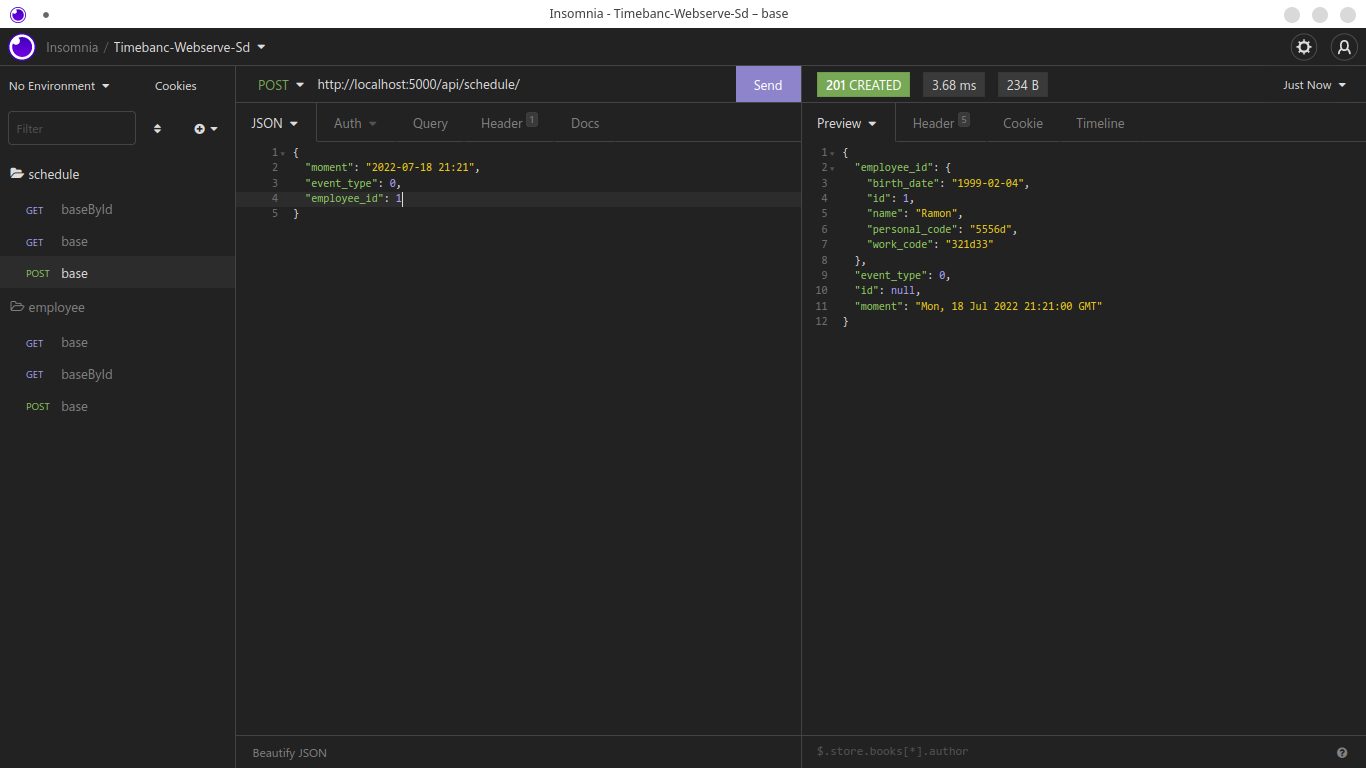 Insomnia - Timebanc-Webserve-Sd – base
Insomnia / Timebanc-Webserve-Sd
No Environment
Cookies
Filter
schedule
GET baseById
GET base
POST base
employee
GET base
GET baseById
POST base
POST http://localhost:5000/api/schedule/ Send
JSON Auth Query Header 1 Docs
1 {
2 "moment": "2022-07-18 21:21",
3 "event_type": 0,
4 "employee_id": 1
5 }
Beautify JSON
201 CREATED 3.68 ms 234 B Just Now
Preview Header 5 Cookie Timeline
1 {
2 "employee_id": {
3 "birth_date": "1999-02-04",
4 "id": 1,
5 "name": "Ramon",
6 "personal_code": "5556d",
7 "work_code": "321d33"
8 },
9 "event_type": 0,
10 "id": null,
11 "moment": "Mon, 18 Jul 2022 21:21:00 GMT"
12 }
$.store.books[*].author
?